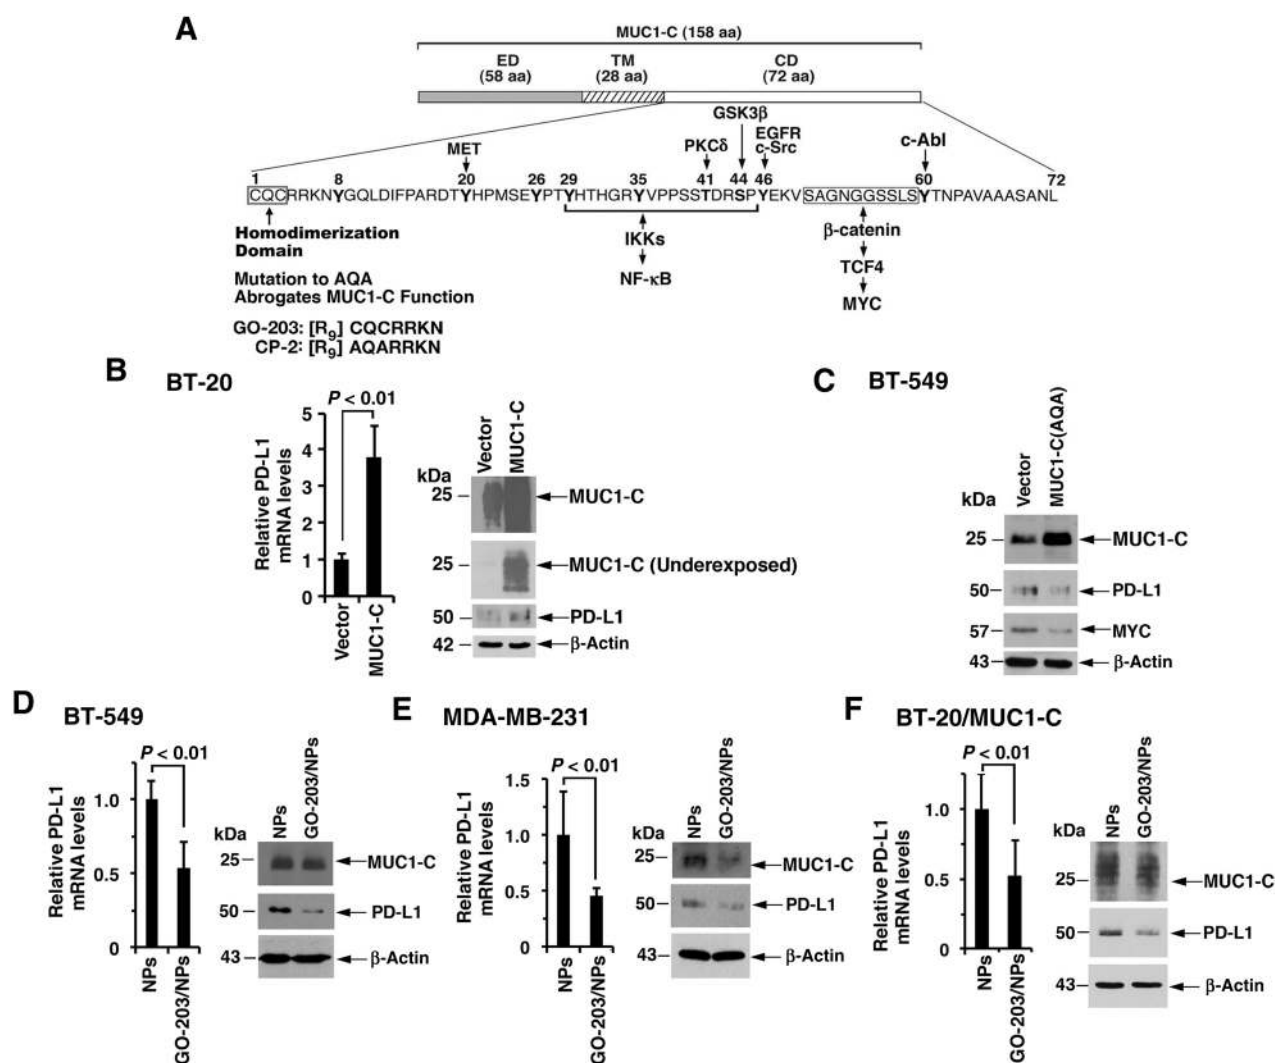 A
MUC1-C (158 aa)
ED TM CD
(58 aa) (28 aa) (72 aa)
GSK3β
MET PKCδ EGFR c-Src c-Abl
1 8 20 26 29 35 41 44 46 60 72
CQCRRKNYGQLDIFPARDTYHPMSEYPTYHTHGRYVPPSSTDRSPYEKVSAGNGGSSLSYTNPAVAAASANL
Homodimerization
Domain
IKKs
NF-κB
β-catenin
TCF4
MYC
Mutation to AQA
Abrogates MUC1-C Function
GO-203: [R9] CQCRRKN
CP-2: [R9] AQARRKN
B
BT-20
P < 0.01
Relative PD-L1
mRNA levels
5
4
3
2
1
0
Vector
MUC1-C
Vector
MUC1-C
kDa
25 MUC1-C
25 MUC1-C (Underexposed)
50 PD-L1
42 β-Actin
C
BT-549
Vector
MUC1-C(AQA)
kDa
25 MUC1-C
50 PD-L1
57 MYC
43 β-Actin
D
BT-549
P < 0.01
Relative PD-L1
mRNA levels
1.0
0.5
0
NPs
GO-203/NPs
NPs
GO-203/NPs
kDa
25 MUC1-C
50 PD-L1
43 β-Actin
E
MDA-MB-231
P < 0.01
Relative PD-L1
mRNA levels
1.5
1.0
0.5
0
NPs
GO-203/NPs
NPs
GO-203/NPs
kDa
25 MUC1-C
50 PD-L1
43 β-Actin
F
BT-20/MUC1-C
P < 0.01
Relative PD-L1
mRNA levels
1.0
0.5
0
NPs
GO-203/NPs
NPs
GO-203/NPs
kDa
25 MUC1-C
50 PD-L1
43 β-Actin